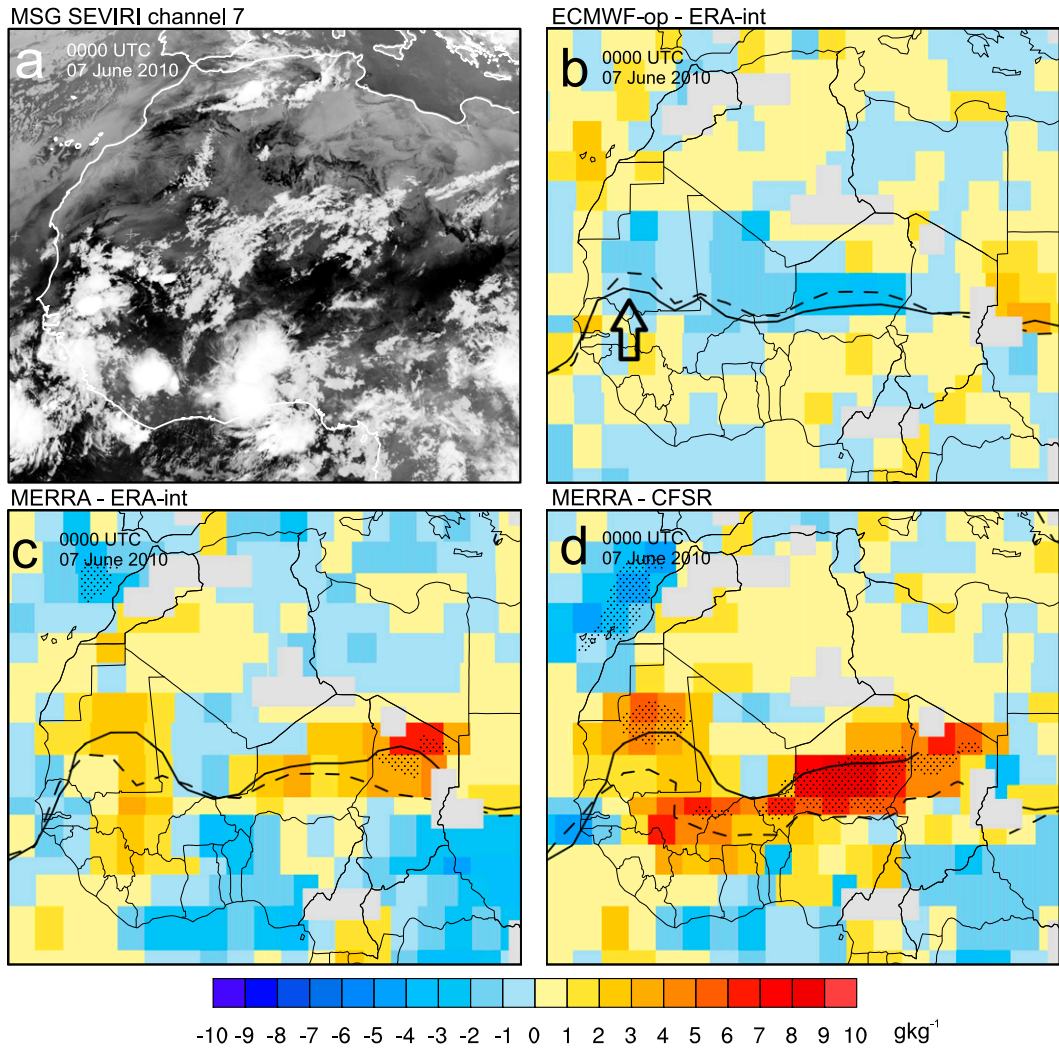 MSG SEVIRI channel 7
a
0000 UTC
07 June 2010
ECMWF-op - ERA-int
b
0000 UTC
07 June 2010
MERRA - ERA-int
c
0000 UTC
07 June 2010
MERRA - CFSR
d
0000 UTC
07 June 2010
-10 -9 -8 -7 -6 -5 -4 -3 -2 -1 0 1 2 3 4 5 6 7 8 9 10 gkg⁻¹